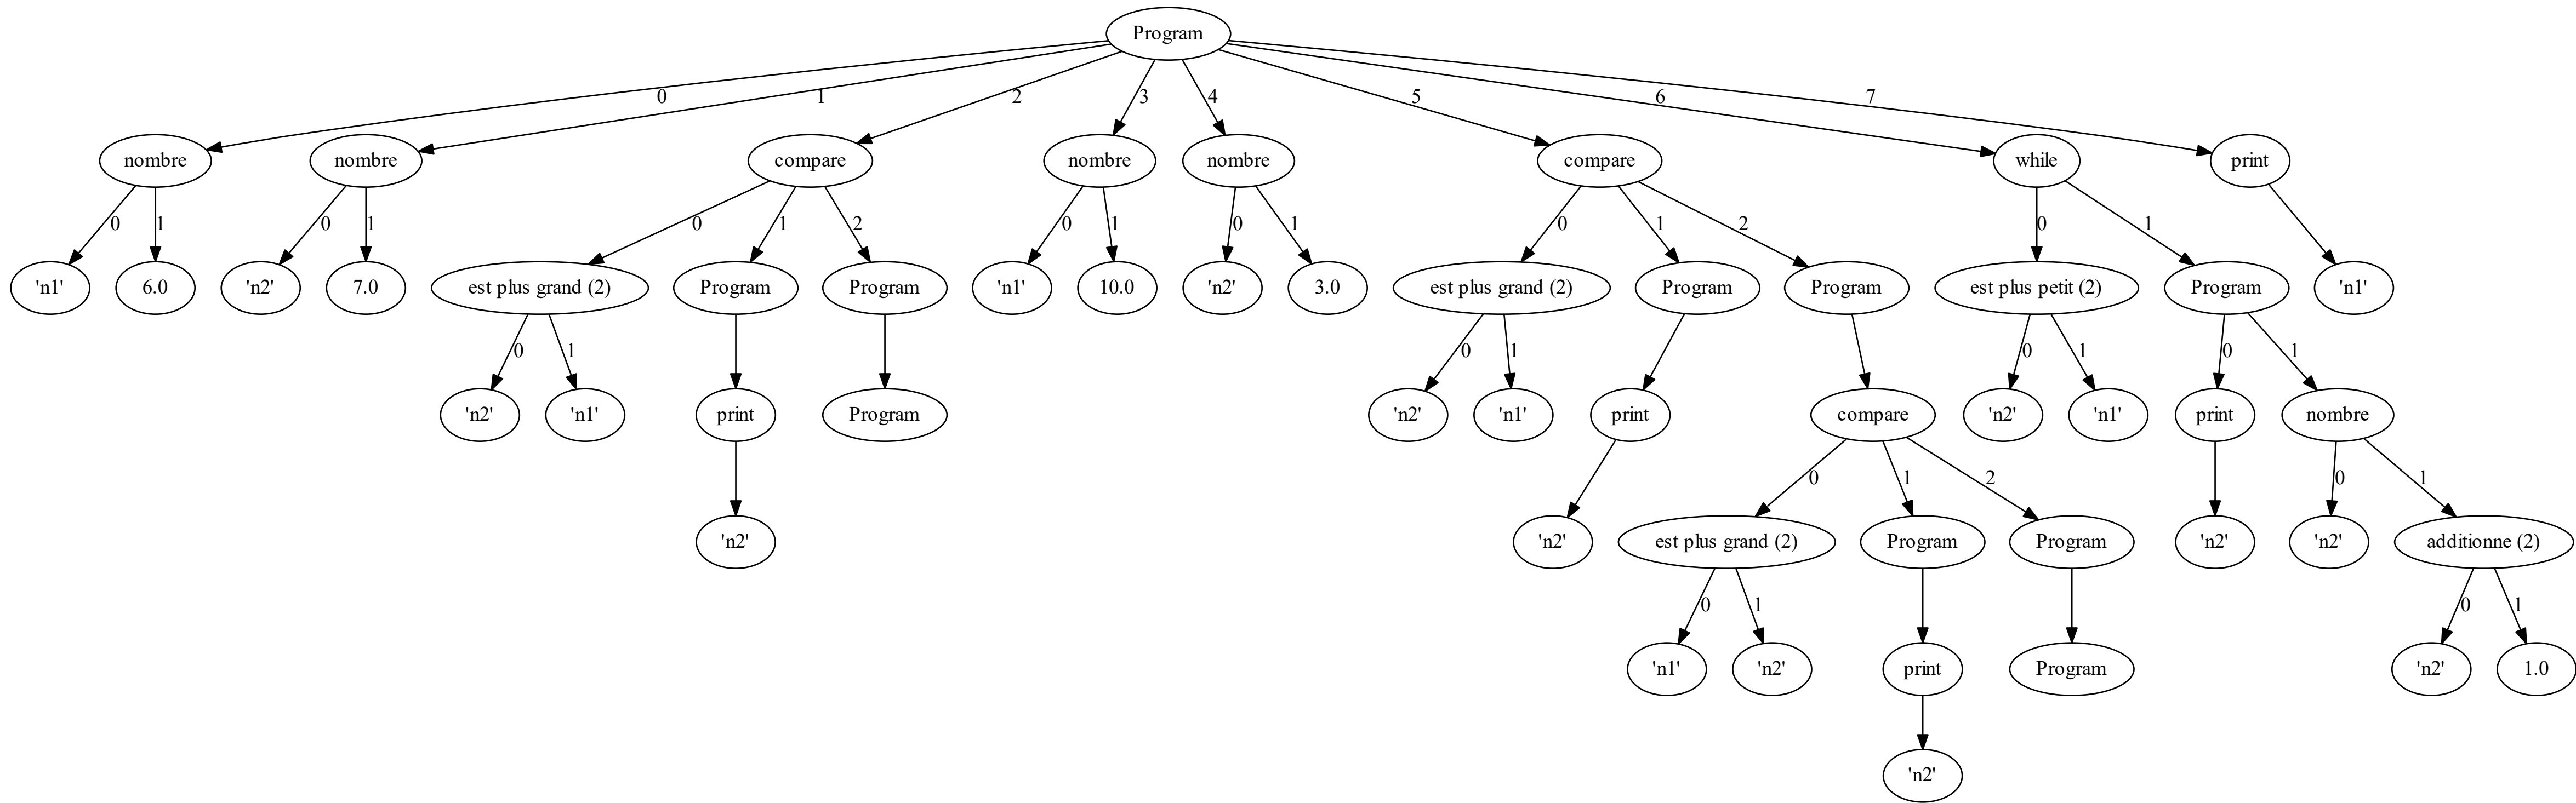 Program
0 1 2 3 4 5 6 7
nombre nombre compare nombre nombre compare while print
0 1 0 1 0 1 2 0 1 0 1 0 1 2 0 1
'n1' 6.0 'n2' 7.0 est plus grand (2) Program Program 'n1' 10.0 'n2' 3.0 est plus grand (2) Program Program est plus petit (2) Program 'n1'
0 1 0 1 0 1 0 1
'n2' 'n1' print Program 'n2' 'n1' print compare 'n2' 'n1' print nombre
0 1 2 0 1
'n2' 'n2' est plus grand (2) Program Program 'n2' 'n2' additionne (2)
0 1 0 1
'n1' 'n2' print Program 'n2' 1.0
'n2'